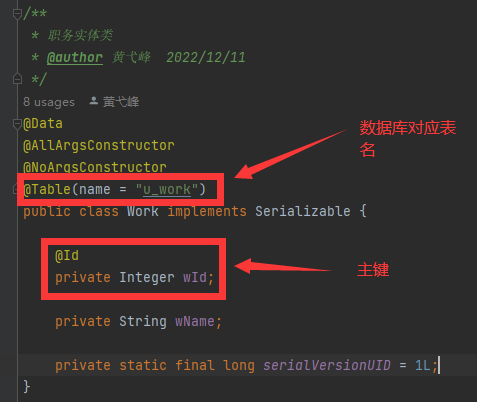 /**
 * 职务实体类
 * @author 黄弋峰 2022/12/11
 */
8 usages 黄弋峰
@Data
@AllArgsConstructor
@NoArgsConstructor
@Table(name = "u_work")
public class Work implements Serializable {
@Id
private Integer wId;
private String wName;
private static final long serialVersionUID = 1L;
}
数据库对应表
名
主键